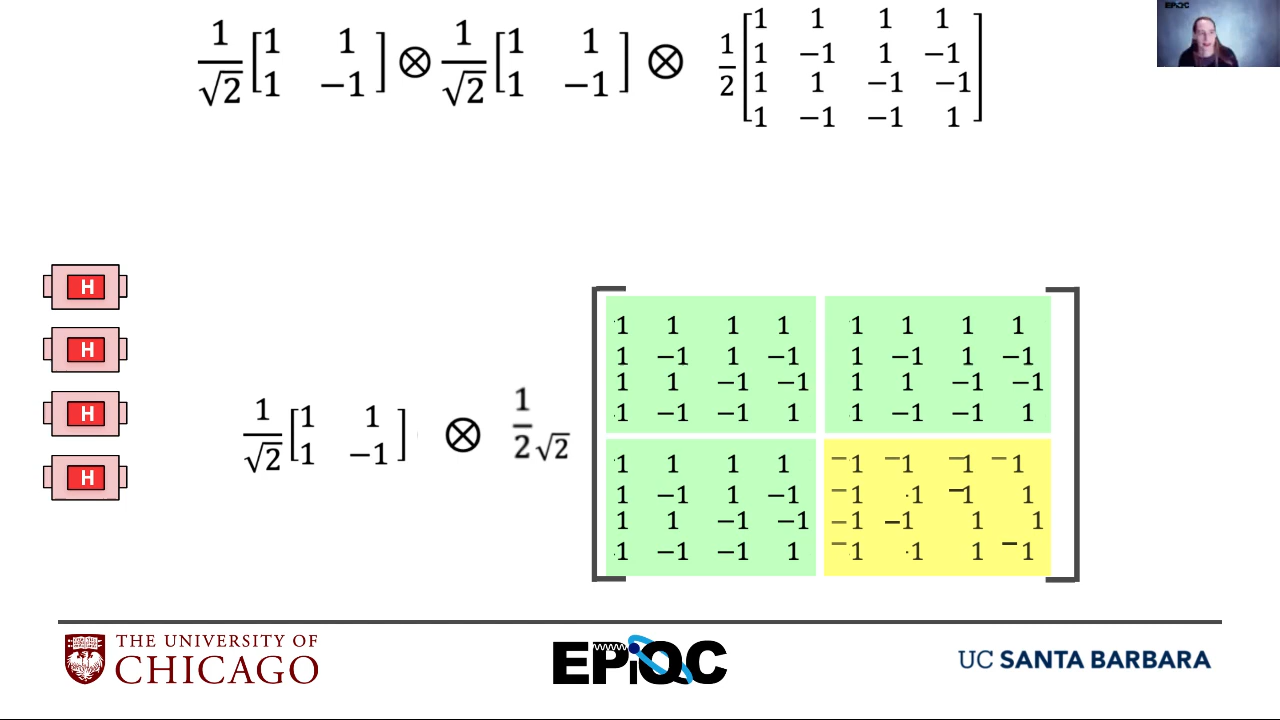 EPiQC
1/√2 [1 1] ⊗ 1/√2 [1 1] ⊗ 1/2 [1 1 1 1]
[1 −1] [1 −1] [1 −1 1 −1]
[1 1 −1 −1]
[1 −1 −1 1]
H
H
H
H
1/√2 [1 1] ⊗ 1/2√2
[1 −1]
1 1 1 1 1 1 1 1
1 −1 1 −1 1 −1 1 −1
1 1 −1 −1 1 1 −1 −1
1 −1 −1 1 1 −1 −1 1
1 1 1 1 −1 −1 −1 −1
1 −1 1 −1 −1 1 −1 1
1 1 −1 −1 −1 −1 1 1
1 −1 −1 1 −1 1 1 −1
THE UNIVERSITY OF
CHICAGO
EPiQC
UC SANTA BARBARA